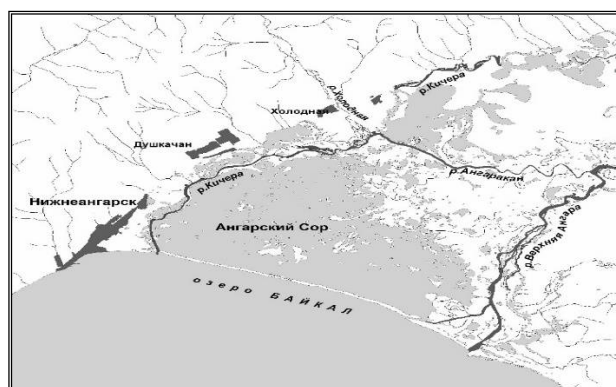 р.Кичера
р.Холодная
Холодная
Душкачан
р.Ангаракан
р.Кичера
Нижнеангарск
Ангарский Сор
р.Верхняя Ангара
озеро БАЙКАЛ